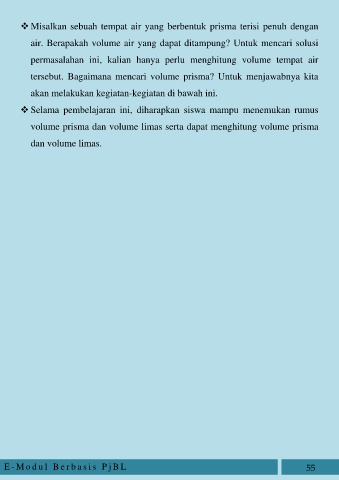 ❖ Misalkan sebuah tempat air yang berbentuk prisma terisi penuh dengan
air. Berapakah volume air yang dapat ditampung? Untuk mencari solusi
permasalahan ini, kalian hanya perlu menghitung volume tempat air
tersebut. Bagaimana mencari volume prisma? Untuk menjawabnya kita
akan melakukan kegiatan-kegiatan di bawah ini.
❖ Selama pembelajaran ini, diharapkan siswa mampu menemukan rumus
volume prisma dan volume limas serta dapat menghitung volume prisma
dan volume limas.
E-Modul Berbasis PjBL 55